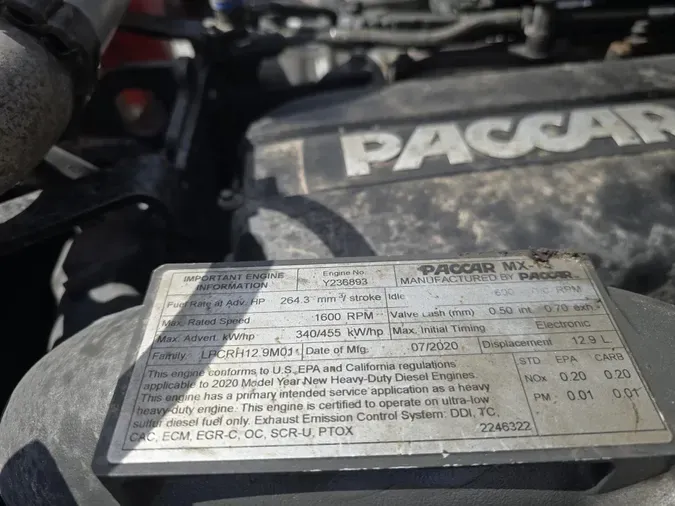 PACCAR
IMPORTANT ENGINE INFORMATION
Engine No. Y236893
PACCAR MX-13
MANUFACTURED BY PACCAR
Fuel Rate at Adv. HP 264.3 mm³/stroke
Idle RPM
Max. Rated Speed 1600 RPM
Valve Lash (mm) 0.50 int. 0.70 exh.
Max. Advert. kW/hp 340/455 kW/hp
Max. Initial Timing Electronic
Family: LPCRH12.9M01
Date of Mfg. 07/2020
Displacement 12.9 L
This engine conforms to U.S. EPA and California regulations
applicable to 2020 Model Year New Heavy-Duty Diesel Engines.
This engine has a primary intended service application as a heavy
heavy-duty engine. This engine is certified to operate on ultra-low
sulfur diesel fuel only. Exhaust Emission Control System: DDI, TC,
CAC, ECM, EGR-C, OC, SCR-U, PTOX
STD EPA CARB
NOx 0.20 0.20
PM 0.01 0.01
2246322